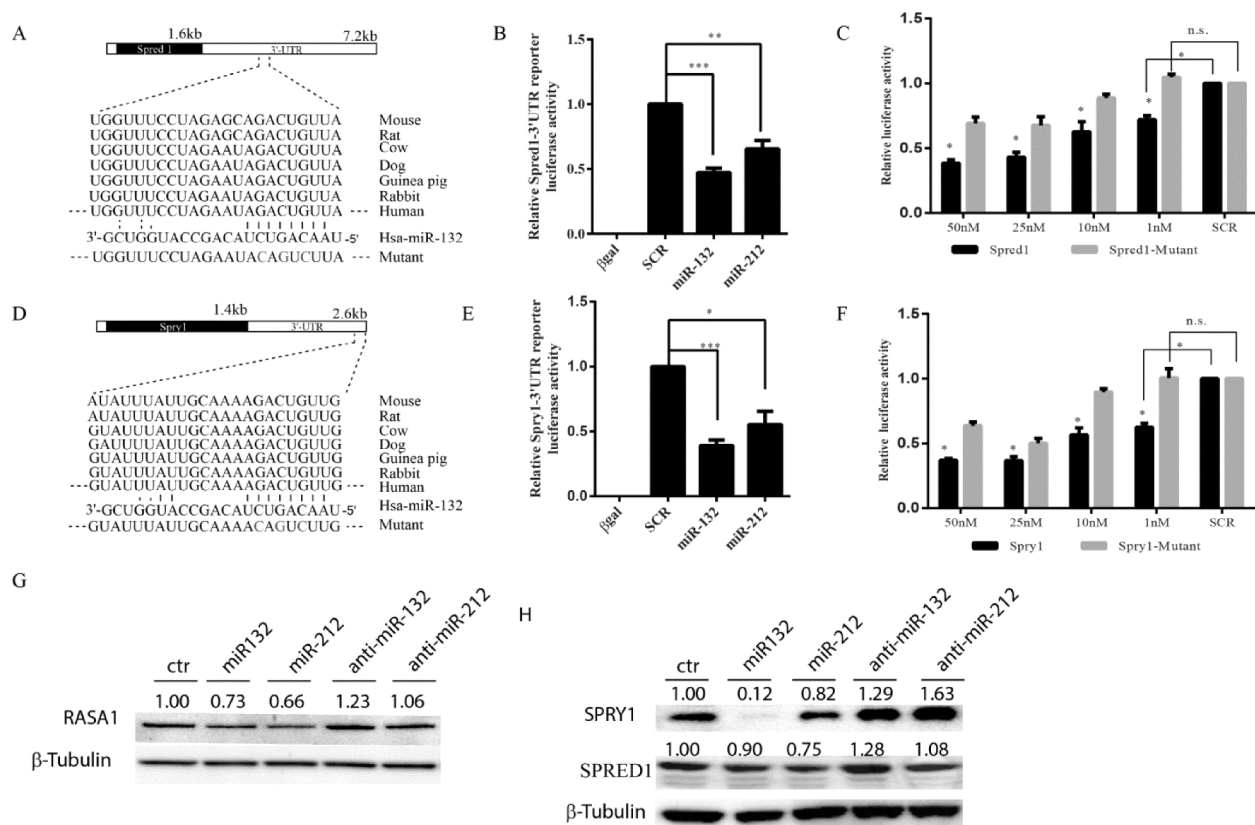 A
1.6kb 7.2kb
Spred 1 3'-UTR
UGGUUUCCUAGAGCAGACUGUUA Mouse
UGGUUUCCUAGAGCAGACUGUUA Rat
UGGUUUCCUAGAAUAGACUGUUA Cow
UGGUUUCCUAGAAUAGACUGUUA Dog
UGGUUUCCUAGAAUAGACUGUUA Guinea pig
UGGUUUCCUAGAAUAGACUGUUA Rabbit
--- UGGUUUCCUAGAAUAGACUGUUA --- Human
3'-GCUGGUACCGACAUCUGACAAU-5' Hsa-miR-132
--- UGGUUUCCUAGAAUACAGUCUUA --- Mutant
B
Relative Spred1-3'UTR reporter
luciferase activity
1.5
1.0
0.5
0.0
**
***
βgal
SCR
miR-132
miR-212
C
Relative luciferase activity
1.5
1.0
0.5
0.0
n.s.
*
*
*
*
*
50nM 25nM 10nM 1nM SCR
Spred1 Spred1-Mutant
D
1.4kb 2.6kb
Spry1 3'-UTR
AUAUUUAUUGCAAAAGACUGUUG Mouse
AUAUUUAUUGCAAAAGACUGUUG Rat
GUAUUUAUUGCAAAAGACUGUUG Cow
GAUUUUAUUGCAAAAGACUGUUG Dog
GUAUUUAUUGCAAAAGACUGUUG Guinea pig
GUAUUUAUUGCAAAAGACUGUUG Rabbit
---GUAUUUAUUGCAAAAGACUGUUG --- Human
3'-GCUGGUACCGACAUCUGACAAU-5' Hsa-miR-132
---GUAUUUAUUGCAAAACAGUCUUG --- Mutant
E
Relative Spry1-3'UTR reporter
luciferase activity
1.5
1.0
0.5
0.0
*
***
βgal
SCR
miR-132
miR-212
F
Relative luciferase activity
1.5
1.0
0.5
0.0
n.s.
*
*
*
*
*
50nM 25nM 10nM 1nM SCR
Spry1 Spry1-Mutant
G
ctr miR132 miR-212 anti-miR-132 anti-miR-212
1.00 0.73 0.66 1.23 1.06
RASA1
β-Tubulin
H
ctr miR132 miR-212 anti-miR-132 anti-miR-212
1.00 0.12 0.82 1.29 1.63
SPRY1
1.00 0.90 0.75 1.28 1.08
SPRED1
β-Tubulin